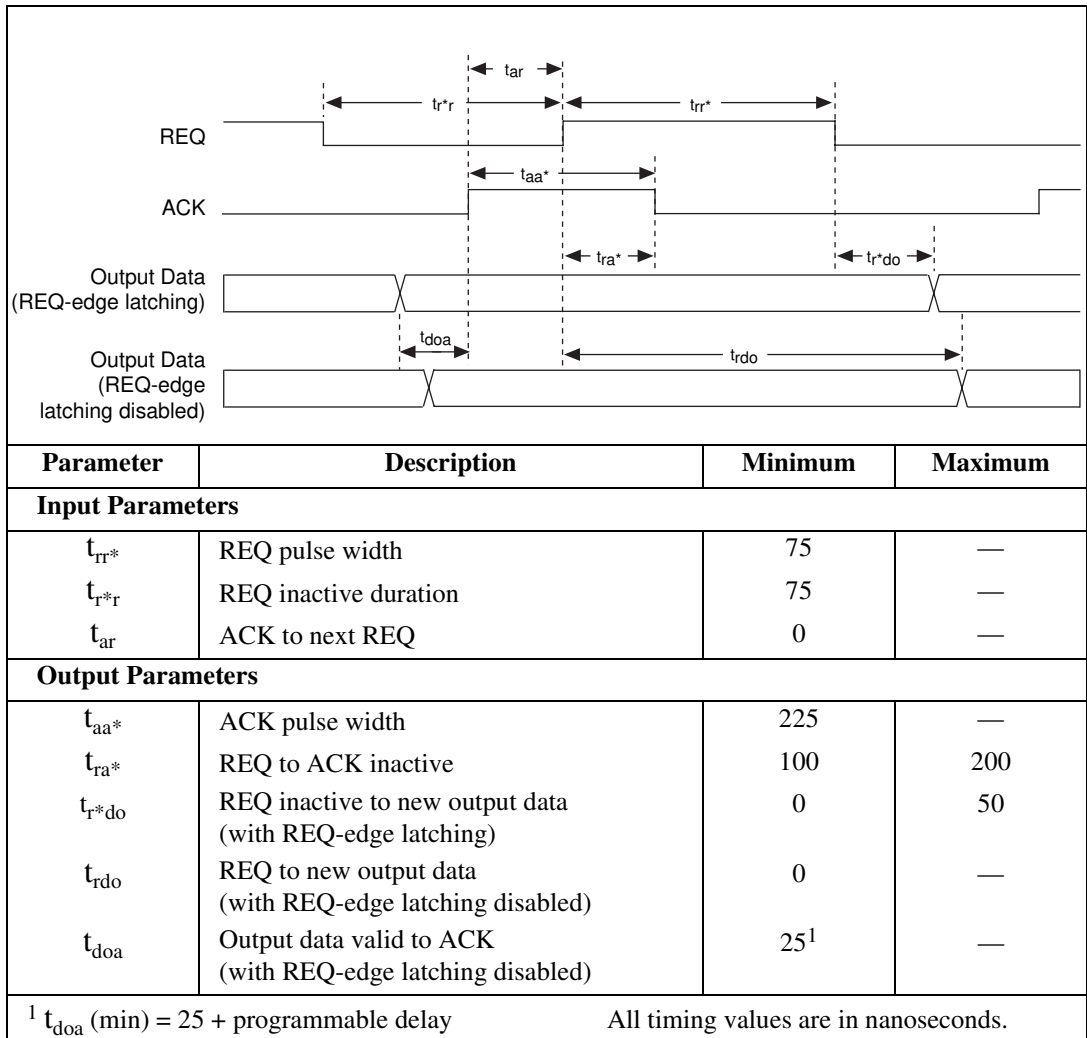 tar
tr*r
trr*
REQ
taa*
ACK
tra*
tr*do
Output Data
(REQ-edge latching)
tdoa
trdo
Output Data
(REQ-edge
latching disabled)
Parameter Description Minimum Maximum
Input Parameters
trr* REQ pulse width 75 —
tr*r REQ inactive duration 75 —
tar ACK to next REQ 0 —
Output Parameters
taa* ACK pulse width 225 —
tra* REQ to ACK inactive 100 200
tr*do REQ inactive to new output data 0 50
(with REQ-edge latching)
trdo REQ to new output data 0 —
(with REQ-edge latching disabled)
tdoa Output data valid to ACK 25¹ —
(with REQ-edge latching disabled)
¹ tdoa (min) = 25 + programmable delay All timing values are in nanoseconds.